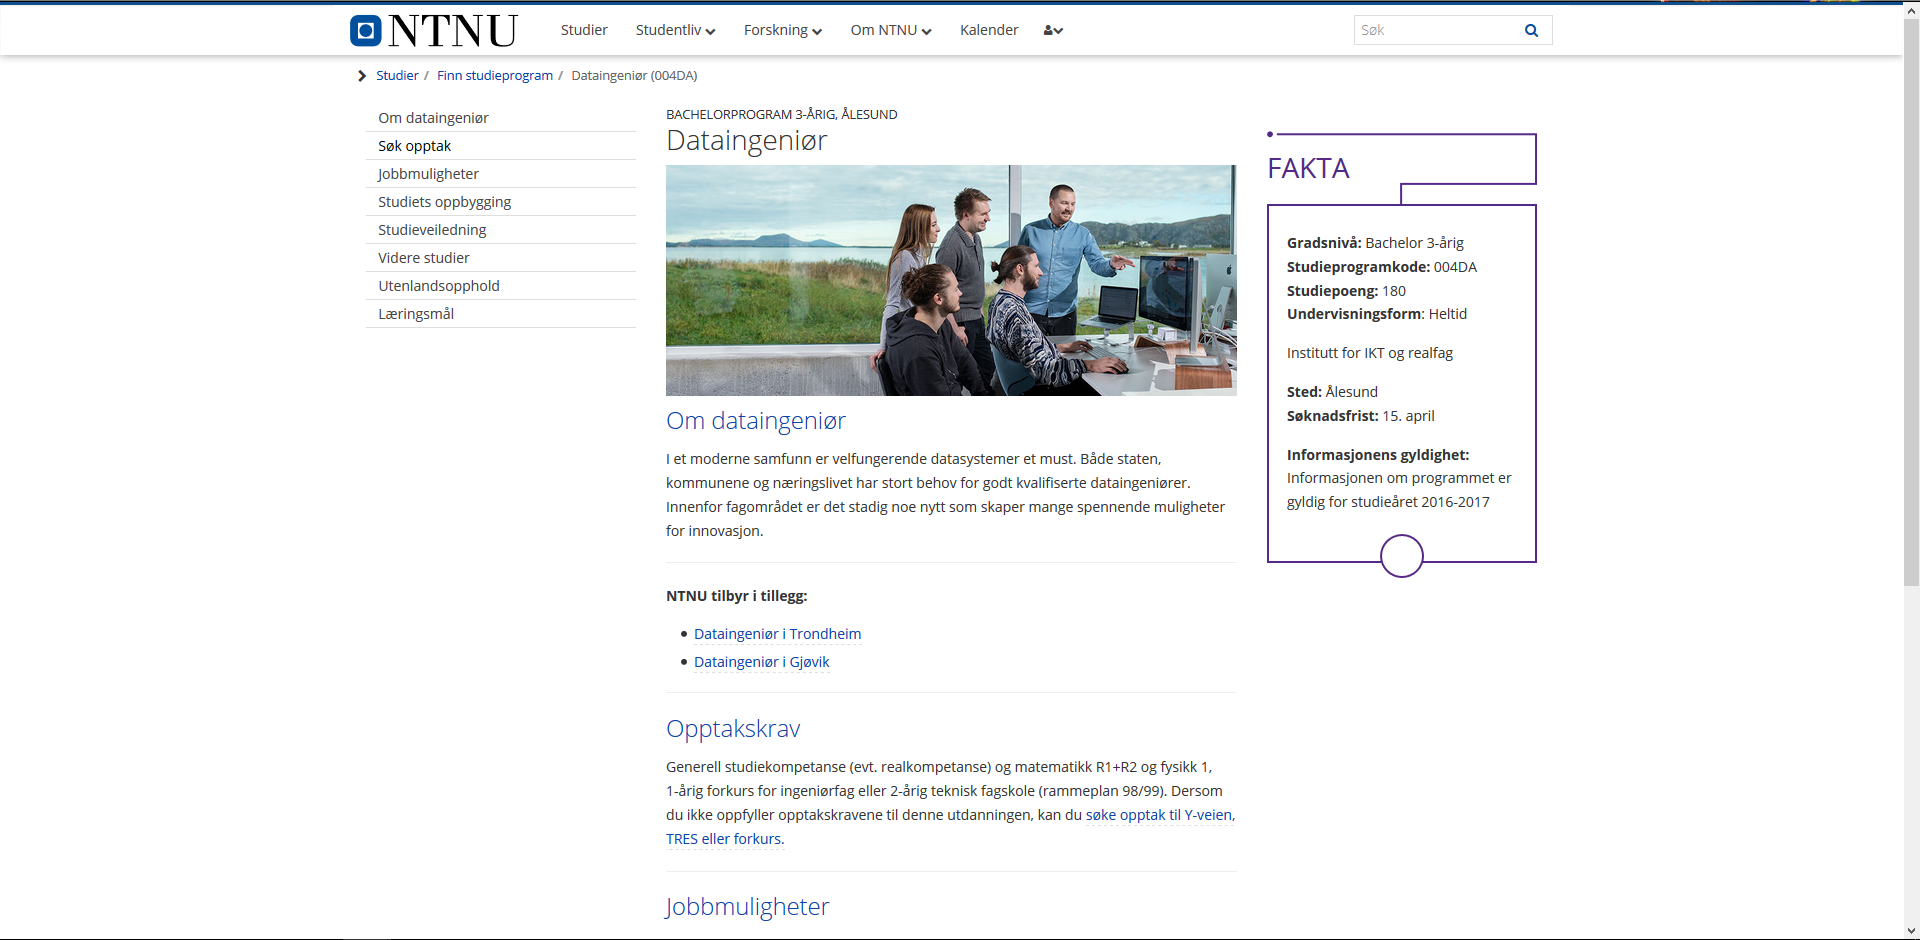 NTNU
Studier
Studentliv
Forskning
Om NTNU
Kalender
Søk
Studier / Finn studieprogram / Dataingeniør (004DA)
Om dataingeniør
Søk opptak
Jobbmuligheter
Studiets oppbygging
Studieveiledning
Videre studier
Utenlandsopphold
Læringsmål
BACHELORPROGRAM 3-ÅRIG, ÅLESUND
Dataingeniør
Om dataingeniør
I et moderne samfunn er velfungerende datasystemer et must. Både staten,
kommunene og næringslivet har stort behov for godt kvalifiserte dataingeniører.
Innenfor fagområdet er det stadig noe nytt som skaper mange spennende muligheter
for innovasjon.
NTNU tilbyr i tillegg:
Dataingeniør i Trondheim
Dataingeniør i Gjøvik
Opptakskrav
Generell studiekompetanse (evt. realkompetanse) og matematikk R1+R2 og fysikk 1,
1-årig forkurs for ingeniørfag eller 2-årig teknisk fagskole (rammeplan 98/99). Dersom
du ikke oppfyller opptakskravene til denne utdanningen, kan du søke opptak til Y-veien,
TRES eller forkurs.
Jobbmuligheter
FAKTA
Gradsnivå: Bachelor 3-årig
Studieprogramkode: 004DA
Studiepoeng: 180
Undervisningsform: Heltid
Institutt for IKT og realfag
Sted: Ålesund
Søknadsfrist: 15. april
Informasjonens gyldighet:
Informasjonen om programmet er
gyldig for studieåret 2016-2017